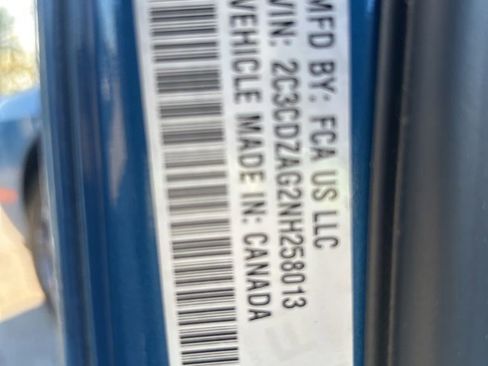 MFD BY: FCA US LLC
VIN: 2C3CDZAG2NH258013
VEHICLE MADE IN: CANADA